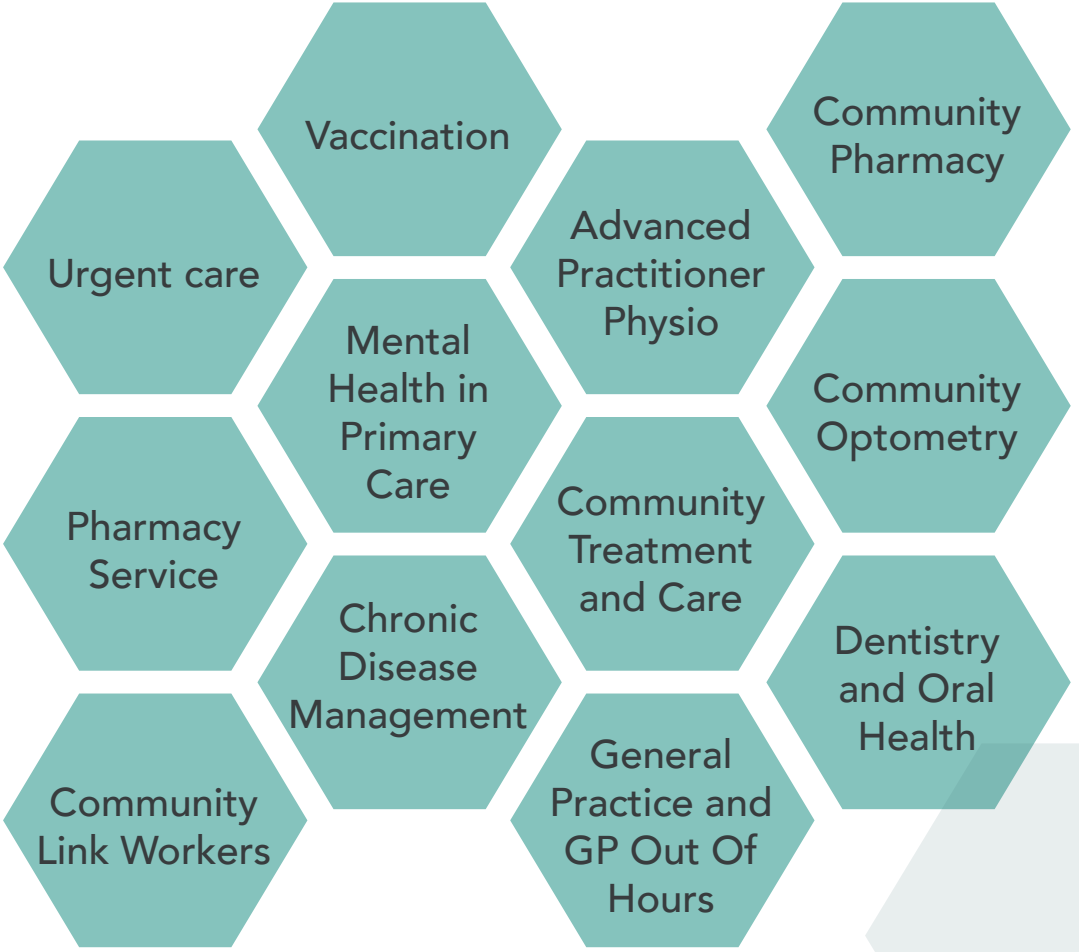 Vaccination
Community
Pharmacy
Urgent care
Advanced
Practitioner
Physio
Mental
Health in
Primary
Care
Community
Optometry
Pharmacy
Service
Community
Treatment
and Care
Chronic
Disease
Management
Dentistry
and Oral
Health
Community
Link Workers
General
Practice and
GP Out Of
Hours